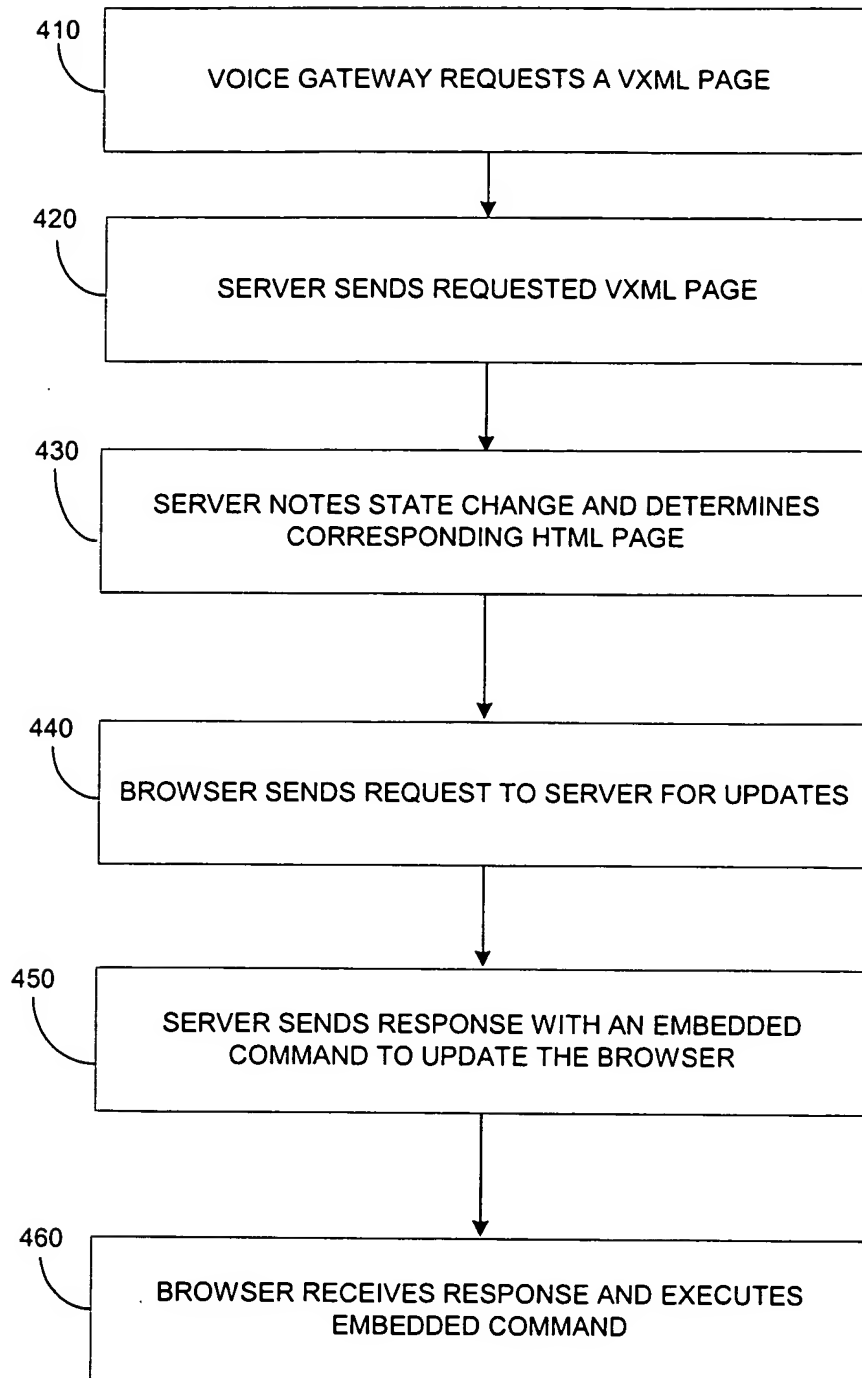 410
VOICE GATEWAY REQUESTS A VXML PAGE
420
SERVER SENDS REQUESTED VXML PAGE
430
SERVER NOTES STATE CHANGE AND DETERMINES
CORRESPONDING HTML PAGE
440
BROWSER SENDS REQUEST TO SERVER FOR UPDATES
450
SERVER SENDS RESPONSE WITH AN EMBEDDED
COMMAND TO UPDATE THE BROWSER
460
BROWSER RECEIVES RESPONSE AND EXECUTES
EMBEDDED COMMAND